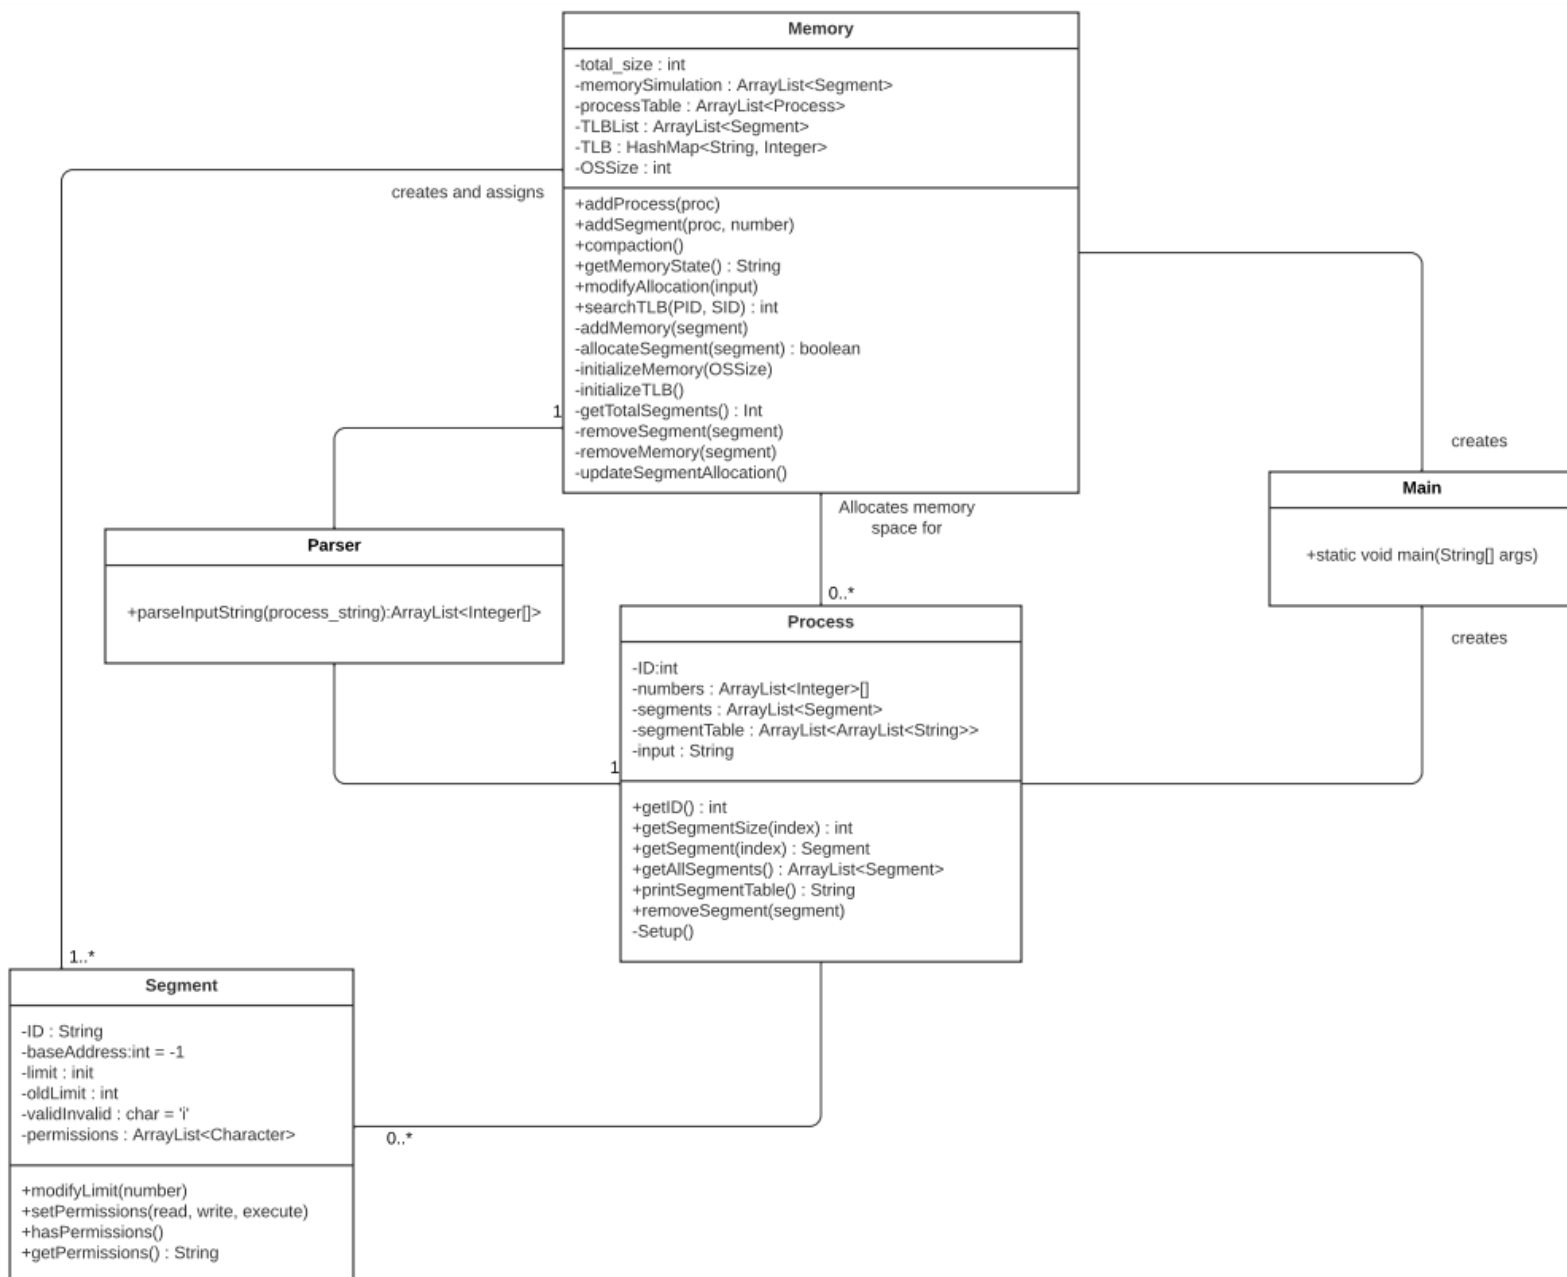 Memory
-total_size : int
-memorySimulation : ArrayList<Segment>
-processTable : ArrayList<Process>
-TLBList : ArrayList<Segment>
-TLB : HashMap<String, Integer>
-OSSize : int
+addProcess(proc)
+addSegment(proc, number)
+compaction()
+getMemoryState() : String
+modifyAllocation(input)
+searchTLB(PID, SID) : int
-addMemory(segment)
-allocateSegment(segment) : boolean
-initializeMemory(OSSize)
-initializeTLB()
-getTotalSegments() : Int
-removeSegment(segment)
-removeMemory(segment)
-updateSegmentAllocation()
creates and assigns
1
creates
Main
+static void main(String[] args)
creates
Allocates memory
space for
0..*
Parser
+parseInputString(process_string):ArrayList<Integer[]>
1
Process
-ID:int
-numbers : ArrayList<Integer>[]
-segments : ArrayList<Segment>
-segmentTable : ArrayList<ArrayList<String>>
-input : String
+getID() : int
+getSegmentSize(index) : int
+getSegment(index) : Segment
+getAllSegments() : ArrayList<Segment>
+printSegmentTable() : String
+removeSegment(segment)
-Setup()
1..*
0..*
Segment
-ID : String
-baseAddress:int = -1
-limit : init
-oldLimit : int
-validInvalid : char = 'i'
-permissions : ArrayList<Character>
+modifyLimit(number)
+setPermissions(read, write, execute)
+hasPermissions()
+getPermissions() : String